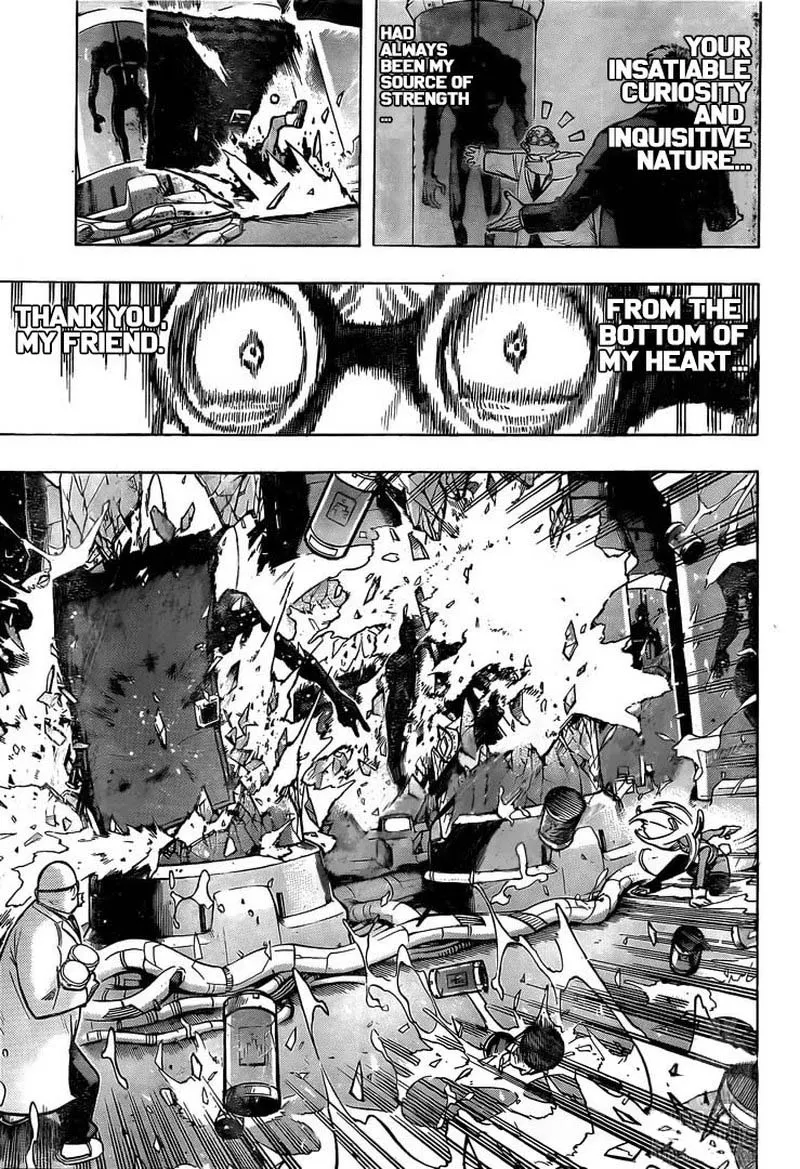 YOUR
INSATIABLE
CURIOSITY
AND
INQUISITIVE
NATURE...
HAD
ALWAYS
BEEN MY
SOURCE OF
STRENGTH
...
FROM THE
BOTTOM OF
MY HEART...
THANK YOU,
MY FRIEND.